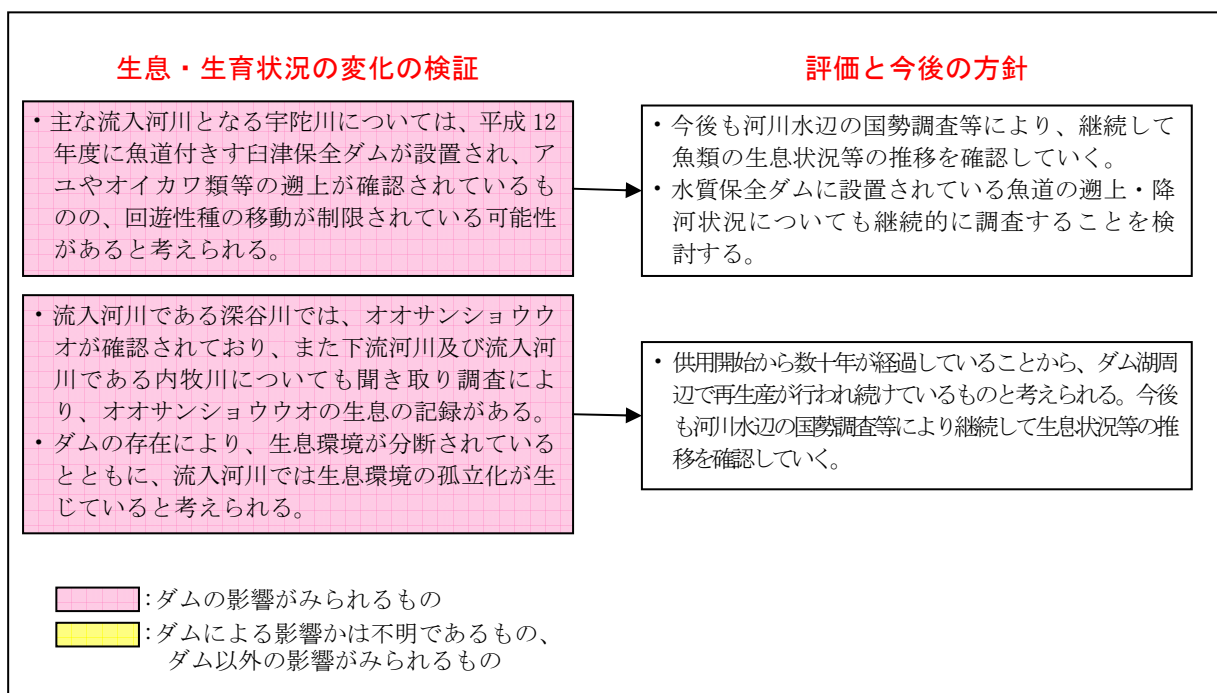 生息・生育状況の変化の検証
・主な流入河川となる宇陀川については、平成 12
年度に魚道付きす臼津保全ダムが設置され、ア
ユやオイカワ類等の遡上が確認されているも
のの、回遊性種の移動が制限されている可能性
があると考えられる。
・流入河川である深谷川では、オオサンショウウ
オが確認されており、また下流河川及び流入河
川である内牧川についても聞き取り調査によ
り、オオサンショウウオの生息の記録がある。
・ダムの存在により、生息環境が分断されている
とともに、流入河川では生息環境の孤立化が生
じていると考えられる。
評価と今後の方針
・今後も河川水辺の国勢調査等により、継続して
魚類の生息状況等の推移を確認していく。
・水質保全ダムに設置されている魚道の遡上・降
河状況についても継続的に調査することを検
討する。
・供用開始から数十年が経過していることから、ダム湖周
辺で再生産が行われ続けているものと考えられる。今後
も河川水辺の国勢調査等により継続して生息状況等の推
移を確認していく。
:ダムの影響がみられるもの
:ダムによる影響かは不明であるもの、
ダム以外の影響がみられるもの